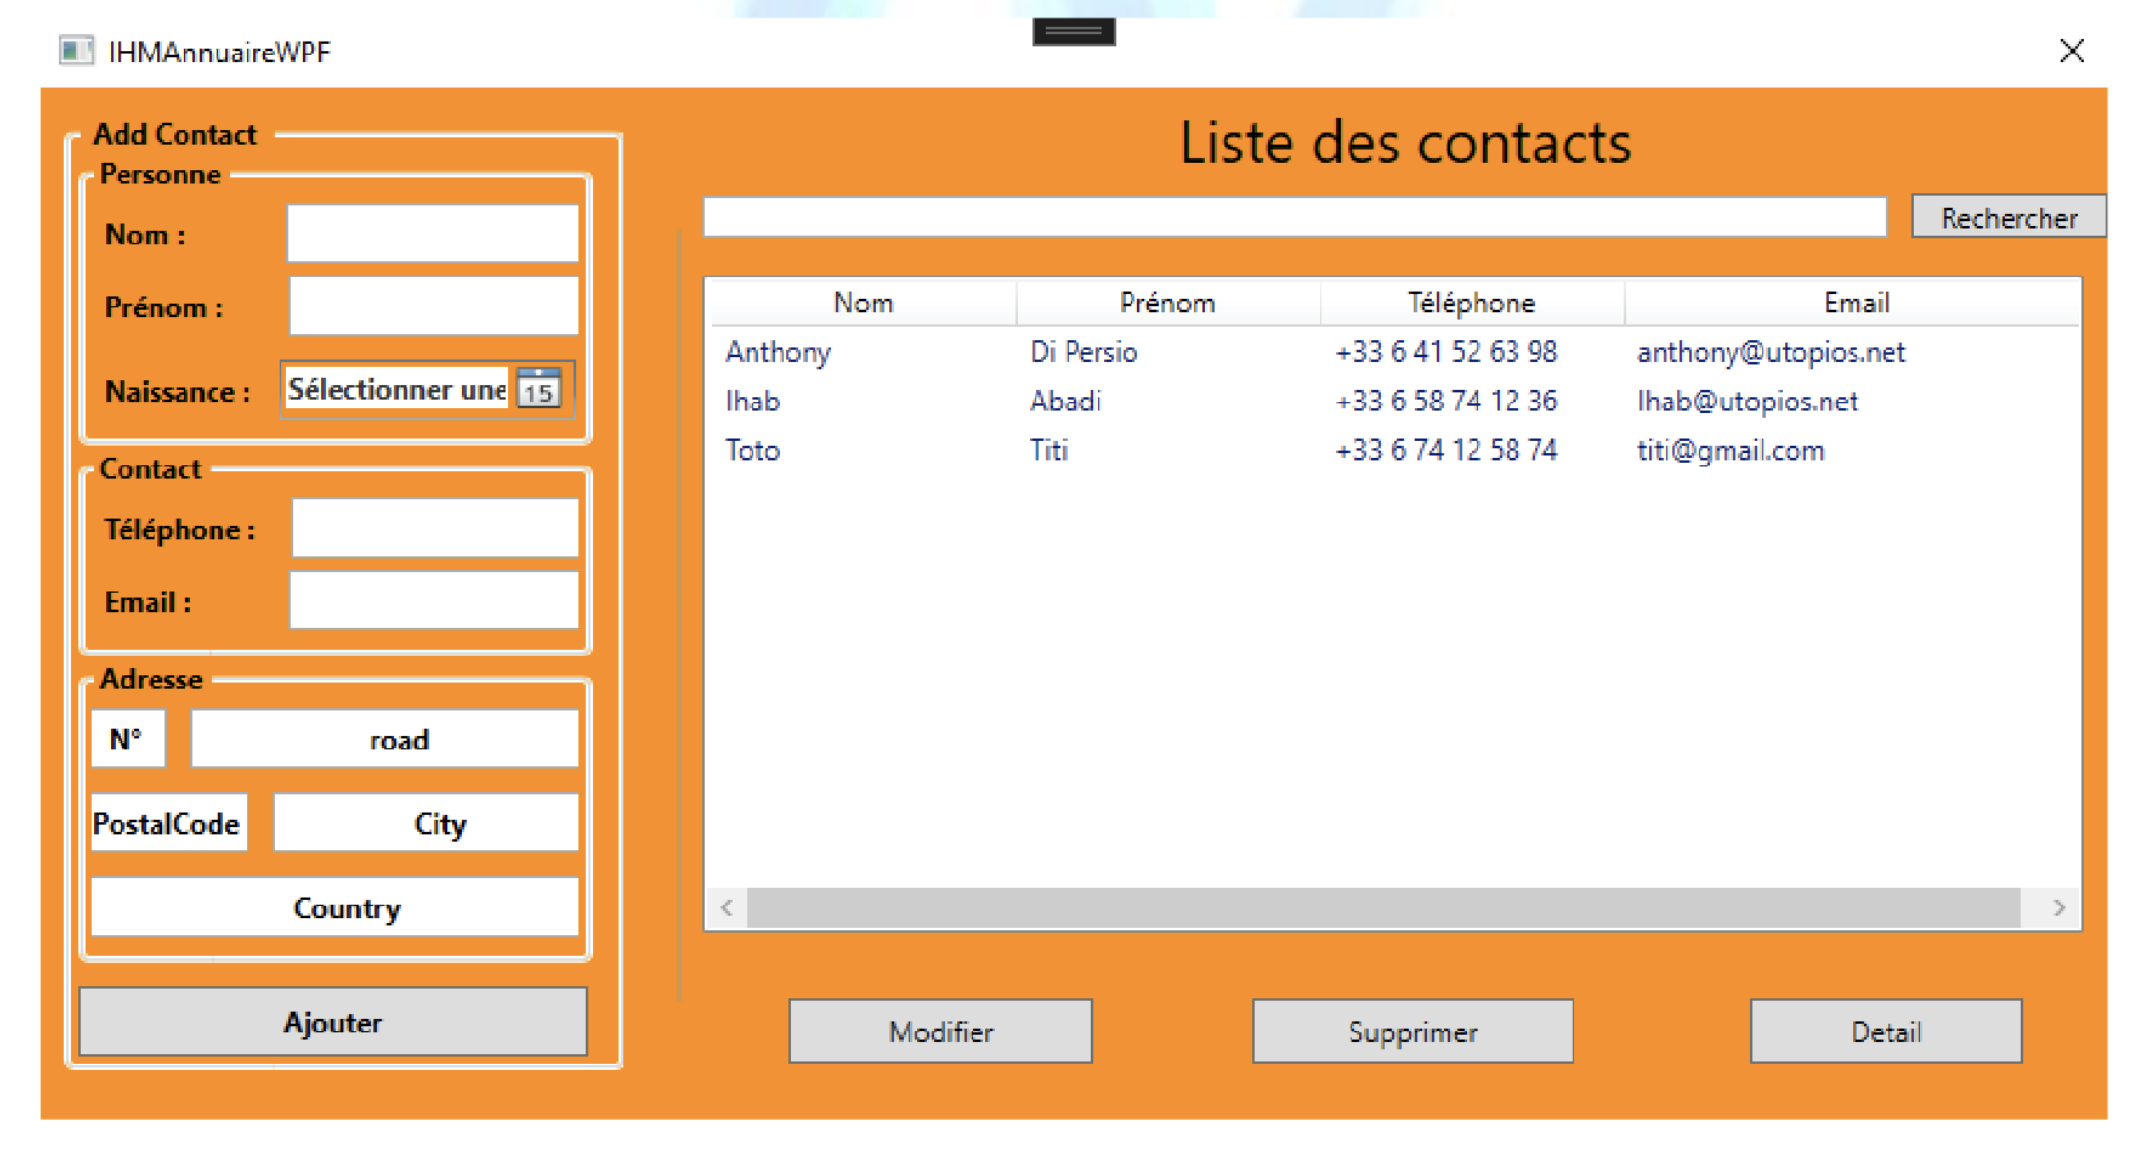 IHMAnnuaireWPF
Add Contact
Personne
Nom :
Prénom :
Naissance :
Sélectionner une
15
Contact
Téléphone :
Email :
Adresse
N°
road
PostalCode
City
Country
Ajouter
Liste des contacts
Rechercher
Nom Prénom Téléphone Email
Anthony Di Persio +33 6 41 52 63 98 anthony@utopios.net
Ihab Abadi +33 6 58 74 12 36 Ihab@utopios.net
Toto Titi +33 6 74 12 58 74 titi@gmail.com
Modifier
Supprimer
Detail